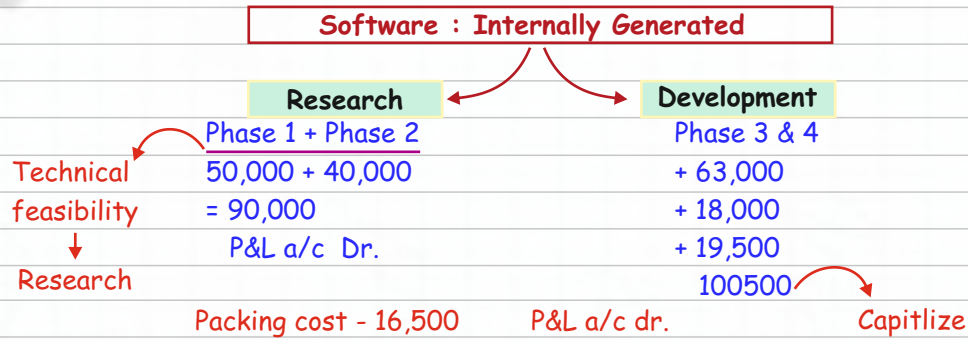 Software : Internally Generated
Research Development
Phase 1 + Phase 2 Phase 3 & 4
Technical 50,000 + 40,000 + 63,000
feasibility = 90,000 + 18,000
P&L a/c Dr. + 19,500
Research 100500
Packing cost - 16,500 P&L a/c dr. Capitlize